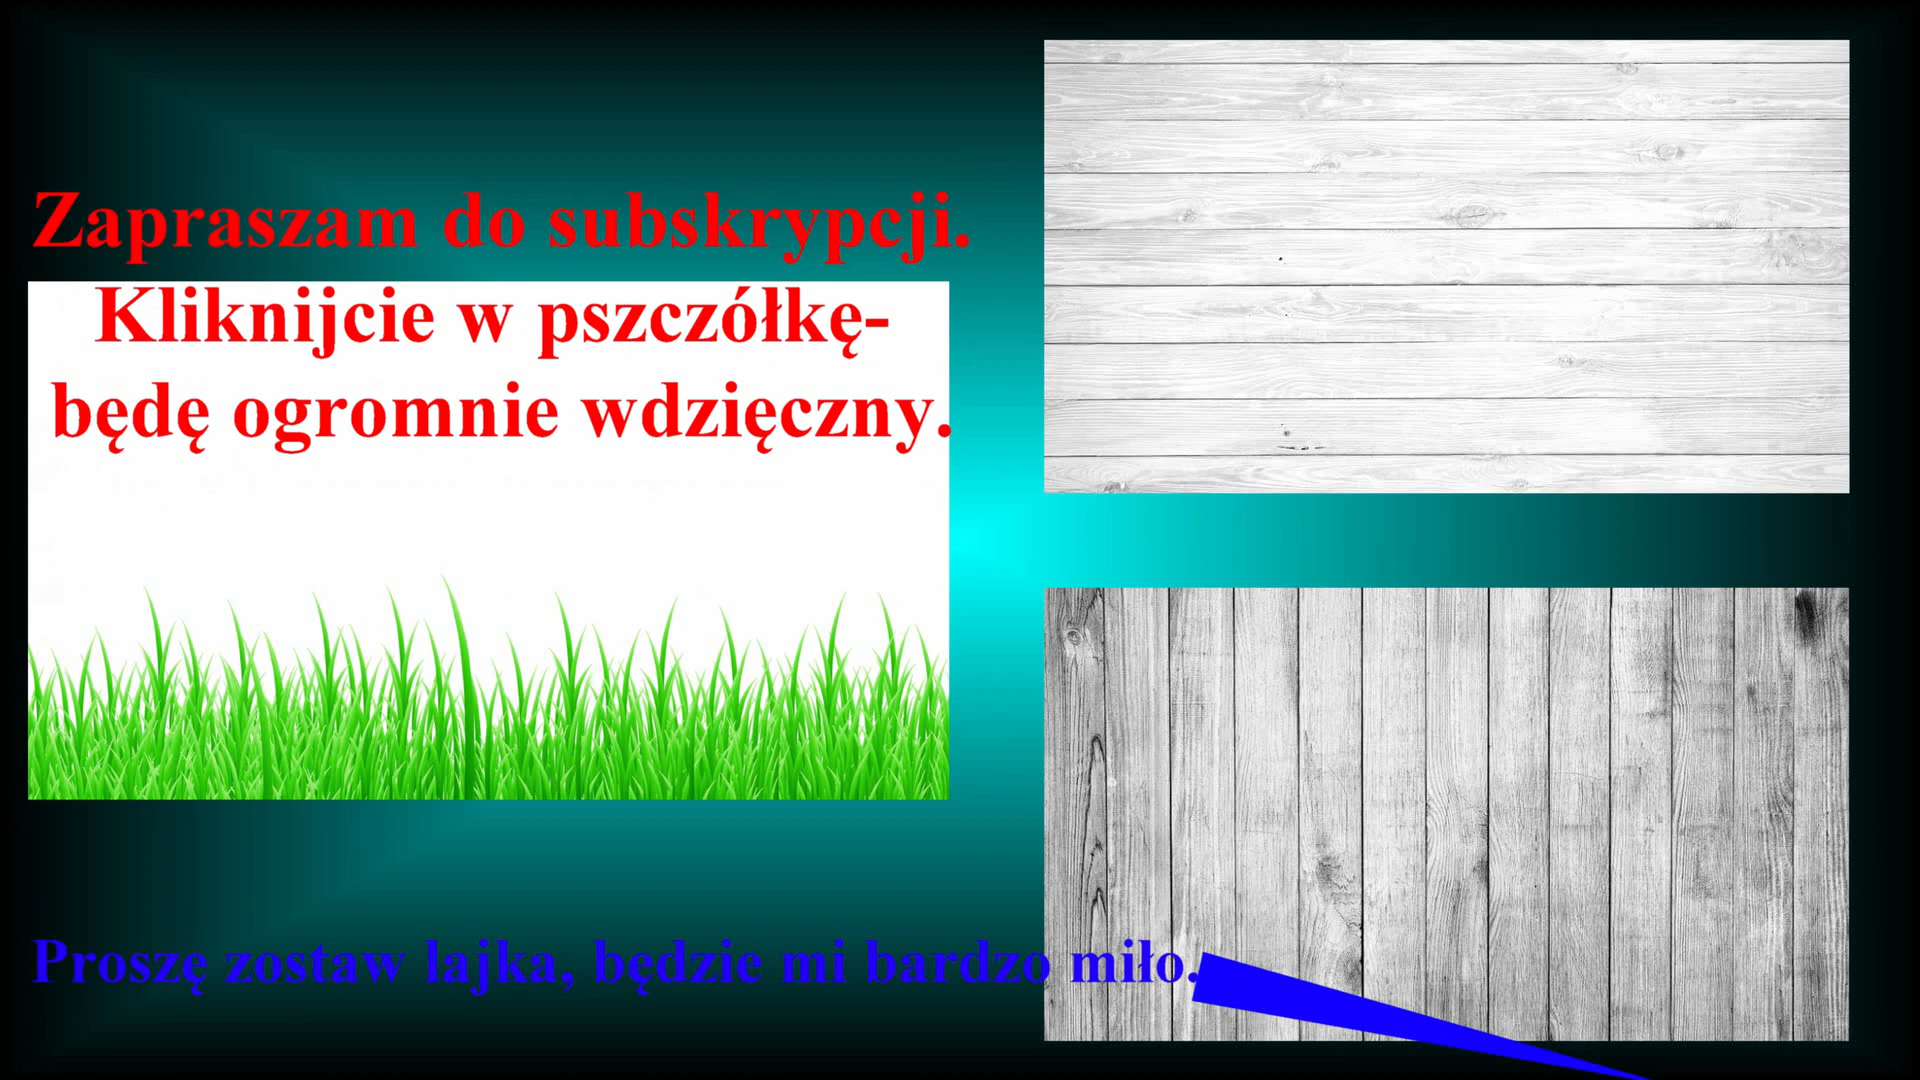 Zapraszam do subskrypcji.
Kliknijcie w pszczółkę-
będę ogromnie wdzięczny.
Proszę zostaw lajka, będzie mi bardzo miło.